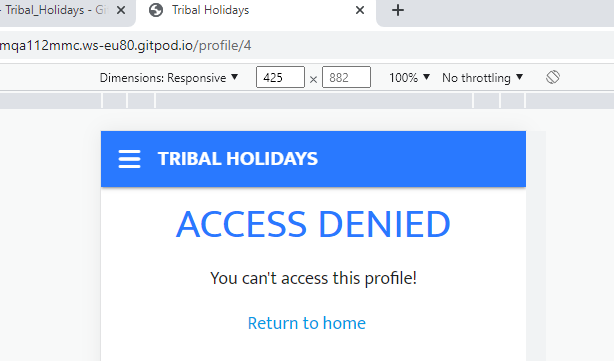 - Tribal_Holidays - Gi
Tribal Holidays
mqa112mmc.ws-eu80.gitpod.io/profile/4
Dimensions: Responsive 425 × 882 100% No throttling
TRIBAL HOLIDAYS
ACCESS DENIED
You can't access this profile!
Return to home